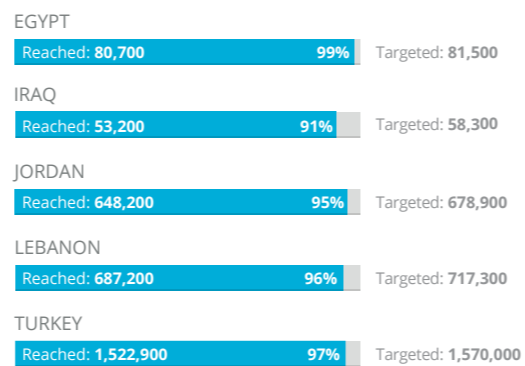 EGYPT
Reached: 80,700 99% Targeted: 81,500
IRAQ
Reached: 53,200 91% Targeted: 58,300
JORDAN
Reached: 648,200 95% Targeted: 678,900
LEBANON
Reached: 687,200 96% Targeted: 717,300
TURKEY
Reached: 1,522,900 97% Targeted: 1,570,000